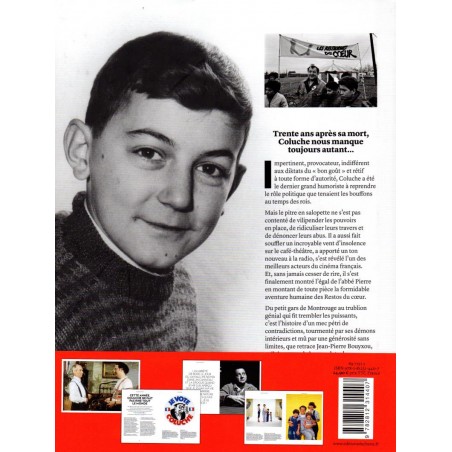 LES RESTAURANTS
DU CŒUR
Trente ans après sa mort,
Coluche nous manque
toujours autant...
Impertinent, provocateur, indifférent
aux diktats du « bon goût » et rétif
à toute forme d'autorité, Coluche a été
le dernier grand humoriste à reprendre
le rôle politique que tenaient les bouffons
au temps des rois.
Mais le pitre en salopette ne s'est pas
contenté de vilipender les pouvoirs
en place, de ridiculiser leurs travers et
de dénoncer leurs abus. Il a aussi fait
souffler un incroyable vent d'insolence
sur le café-théâtre, a apporté un ton
nouveau à la radio, s'est révélé l'un des
meilleurs acteurs du cinéma français.
Et, sans jamais cesser de rire, il s'est
finalement montré l'égal de l'abbé Pierre
en montant de toute pièce la formidable
aventure humaine des Restos du cœur.
Du petit gars de Montrouge au trublion
génial qui fit trembler les puissants,
c'est l'histoire d'un mec pétri de
contradictions, tourmenté par ses démons
intérieurs et mû par une générosité sans
limites, que retrace Jean-Pierre Bouyxou,
JE VOTE
COLUCHE
9 782812 314407